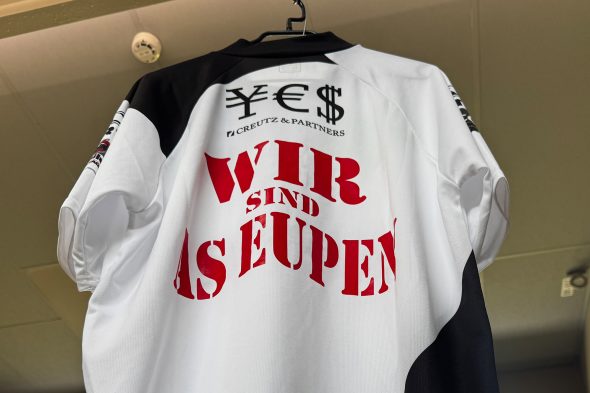 ¥€$
CREUTZ & PARTNERS
WIR
SIND
AS EUPEN